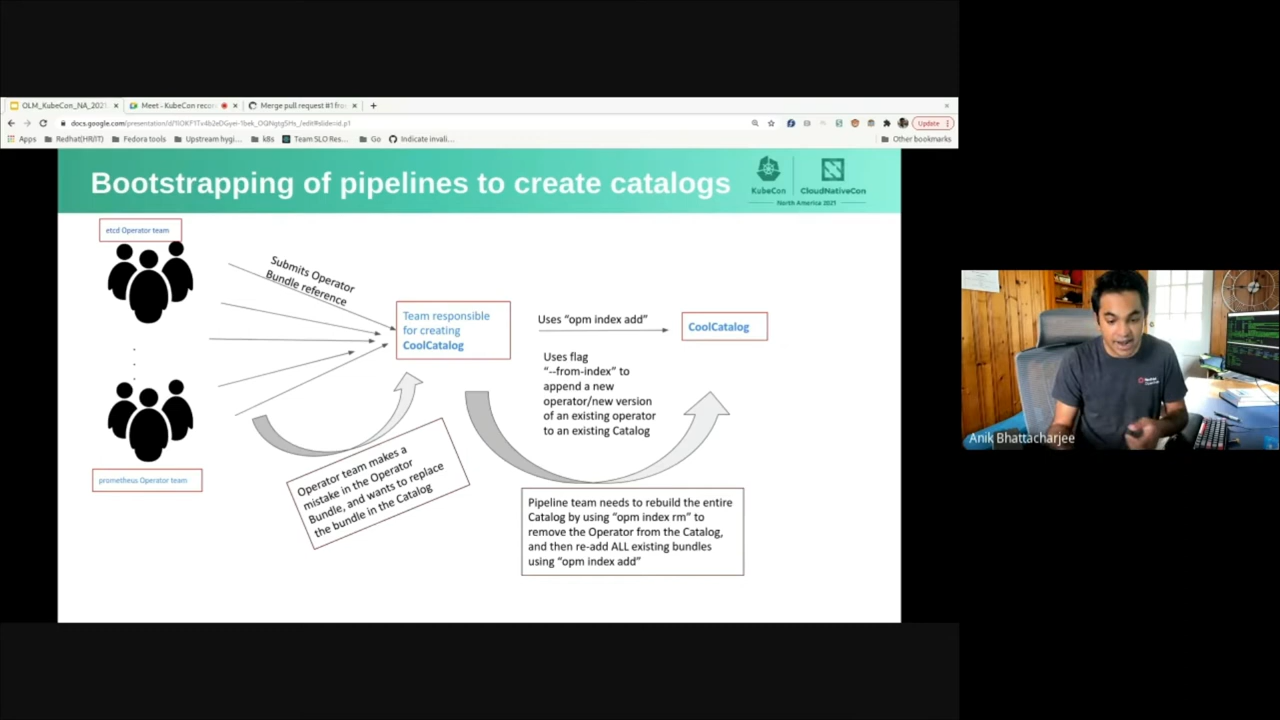 OLM_KubeCon_NA_2021
Meet - KubeCon recor
Merge pull request #1 fro
Update
Apps
Redhat(HR/IT)
Fedora tools
Upstream hygi...
k8s
Team SLO Res...
Go
Indicate invali...
Other bookmarks
Bootstrapping of pipelines to create catalogs
KubeCon
CloudNativeCon
North America 2021
etcd Operator team
Submits Operator
Bundle reference
Team responsible
for creating
CoolCatalog
Uses “opm index add”
CoolCatalog
Uses flag
“--from-index” to
append a new
operator/new version
of an existing operator
to an existing Catalog
prometheus Operator team
Operator team makes a
mistake in the Operator
Bundle, and wants to replace
the bundle in the Catalog
Pipeline team needs to rebuild the entire
Catalog by using “opm index rm” to
remove the Operator from the Catalog,
and then re-add ALL existing bundles
using “opm index add”
Anik Bhattacharjee